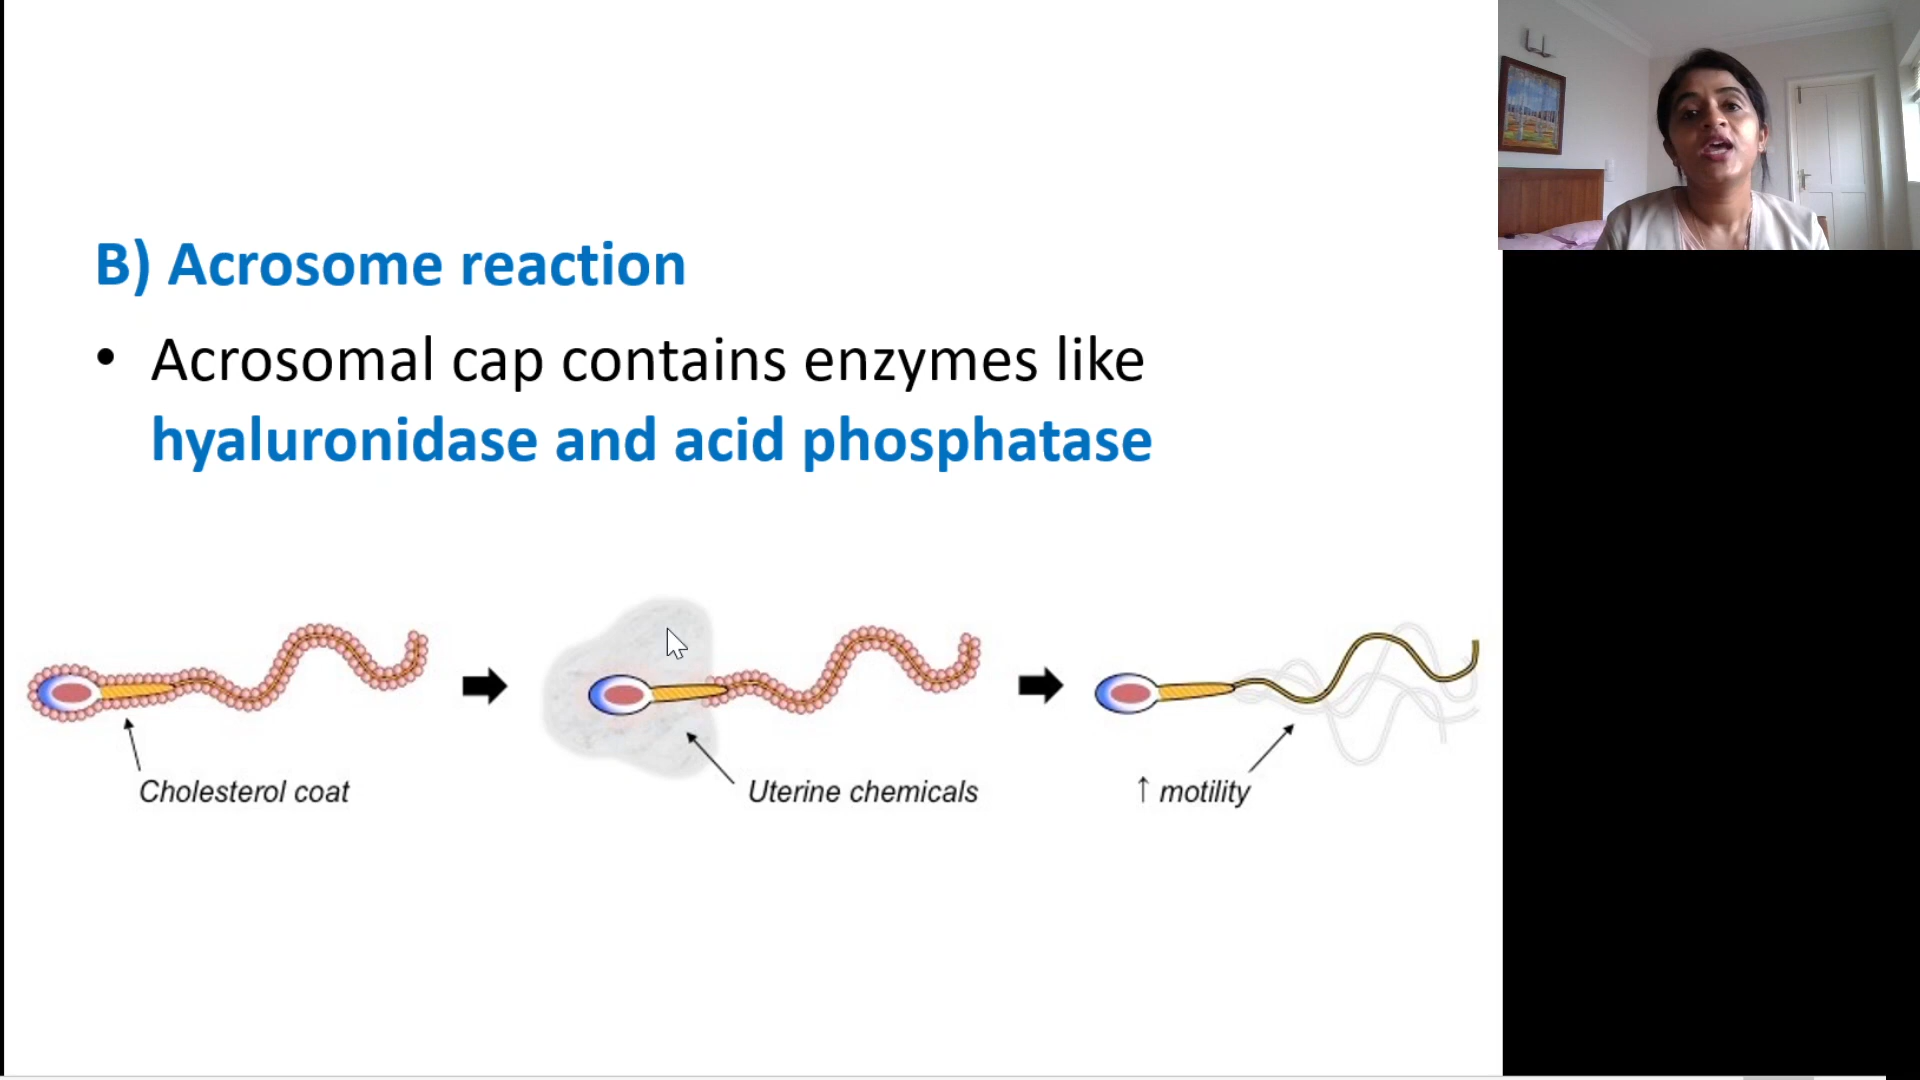 B) Acrosome reaction
• Acrosomal cap contains enzymes like
hyaluronidase and acid phosphatase
Cholesterol coat
Uterine chemicals
↑ motility